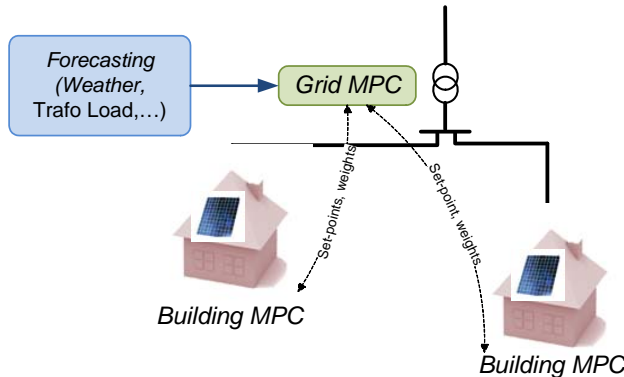 Forecasting
(Weather,
Trafo Load,…)
Grid MPC
Set-points, weights
Set-point, weights
Building MPC
Building MPC